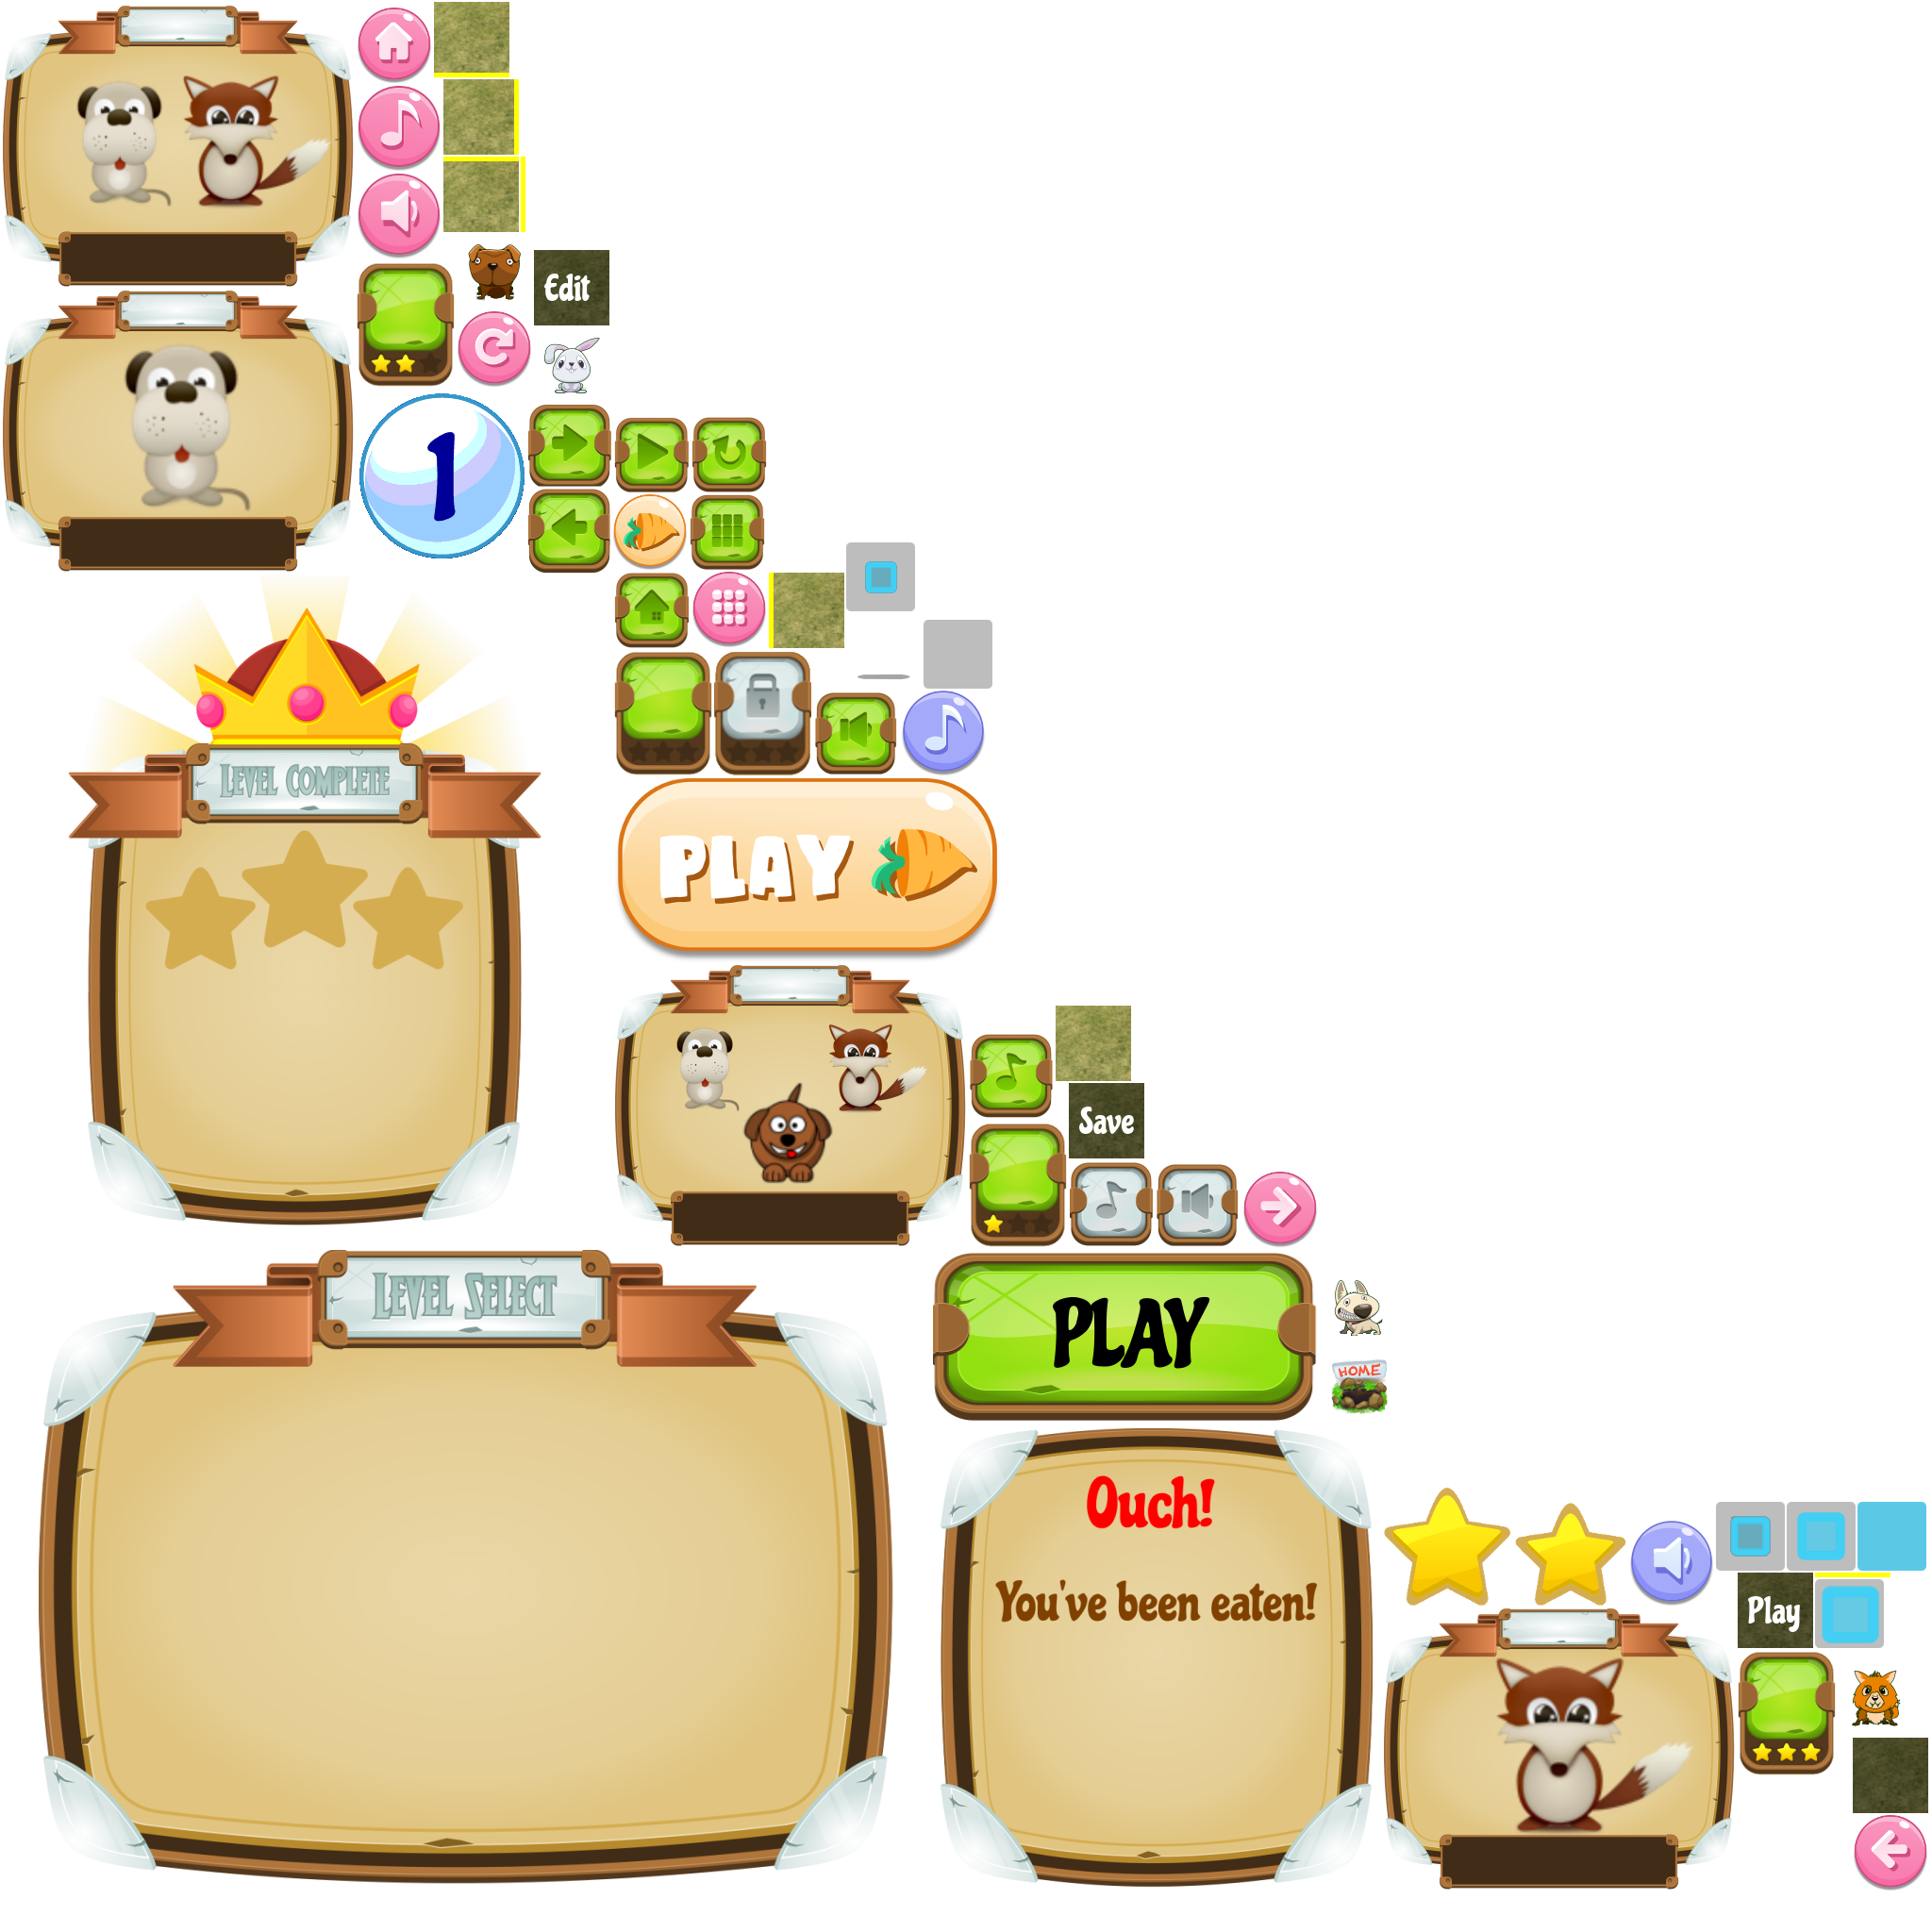 Edit
1
LEVEL COMPLETE
PLAY
Save
LEVEL SELECT
PLAY
HOME
Ouch!
You've been eaten!
Play